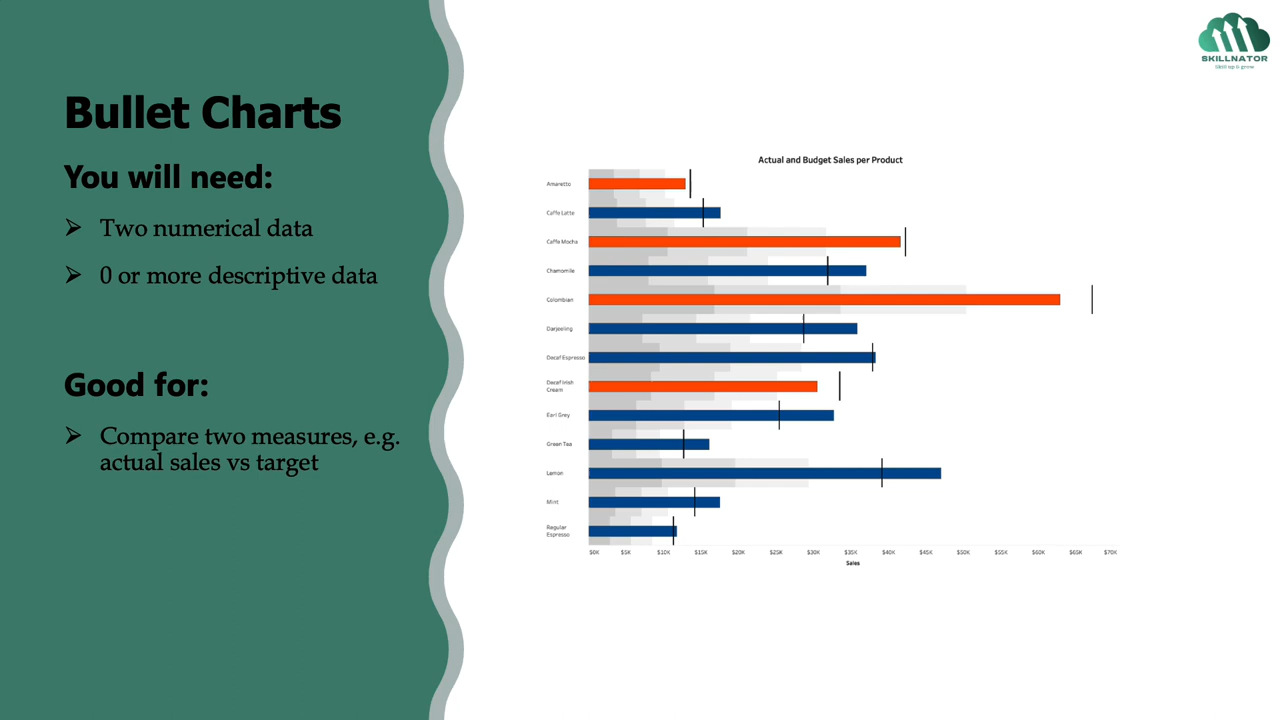 SKILLNATOR
Skill up & grow
Bullet Charts
You will need:
Two numerical data
0 or more descriptive data
Good for:
Compare two measures, e.g.
actual sales vs target
Actual and Budget Sales per Product
Amaretto
Caffe Latte
Caffe Mocha
Chamomile
Colombian
Darjeeling
Decaf Espresso
Decaf Irish
Cream
Earl Grey
Green Tea
Lemon
Mint
Regular
Espresso
$0K $5K $10K $15K $20K $25K $30K $35K $40K $45K $50K $55K $60K $65K $70K
Sales